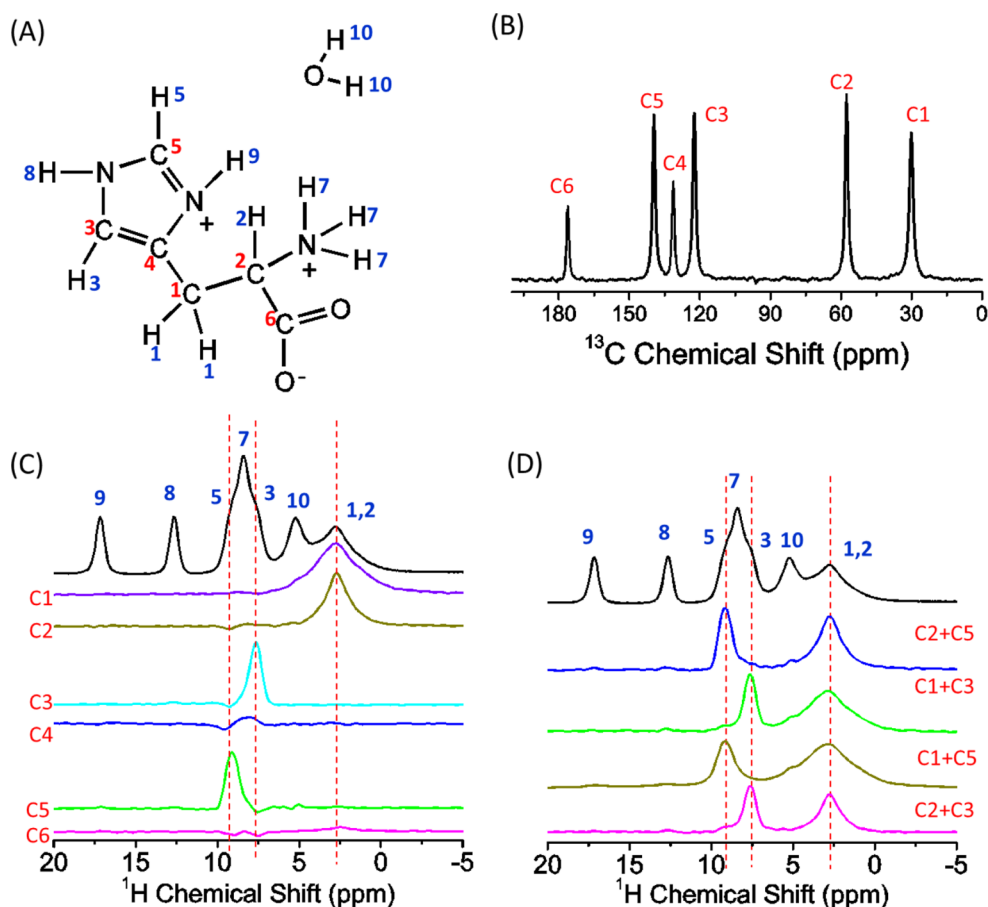 (A)
H 10
O H 10
H 5
C 5
8 H N
H 9
N +
3 C
C 4
H 3
H 2
H 7
N H 7
+ H 7
2 C
1 C
6 C O
H 1
H 1
O-
(B)
C6
C5
C4
C3
C2
C1
180 150 120 90 60 30 0
13C Chemical Shift (ppm)
(C)
9
8
5
7
3
10
1,2
C1
C2
C3
C4
C5
C6
20 15 10 5 0 -5
1H Chemical Shift (ppm)
(D)
9
8
5
7
3
10
1,2
C2+C5
C1+C3
C1+C5
C2+C3
20 15 10 5 0 -5
1H Chemical Shift (ppm)